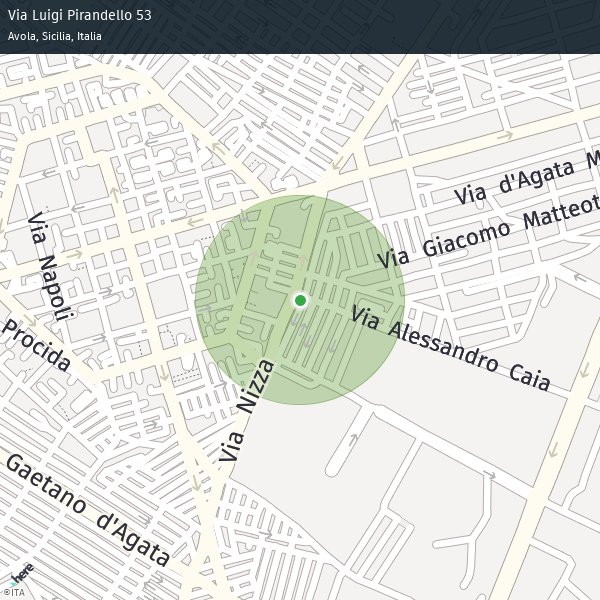 Via Luigi Pirandello 53
Avola, Sicilia, Italia
Via d'Agata M
Via Giacomo Matteot
Via Napoli
Via Alessandro Caia
Procida
Via Nizza
Gaetano d'Agata
here
©ITA